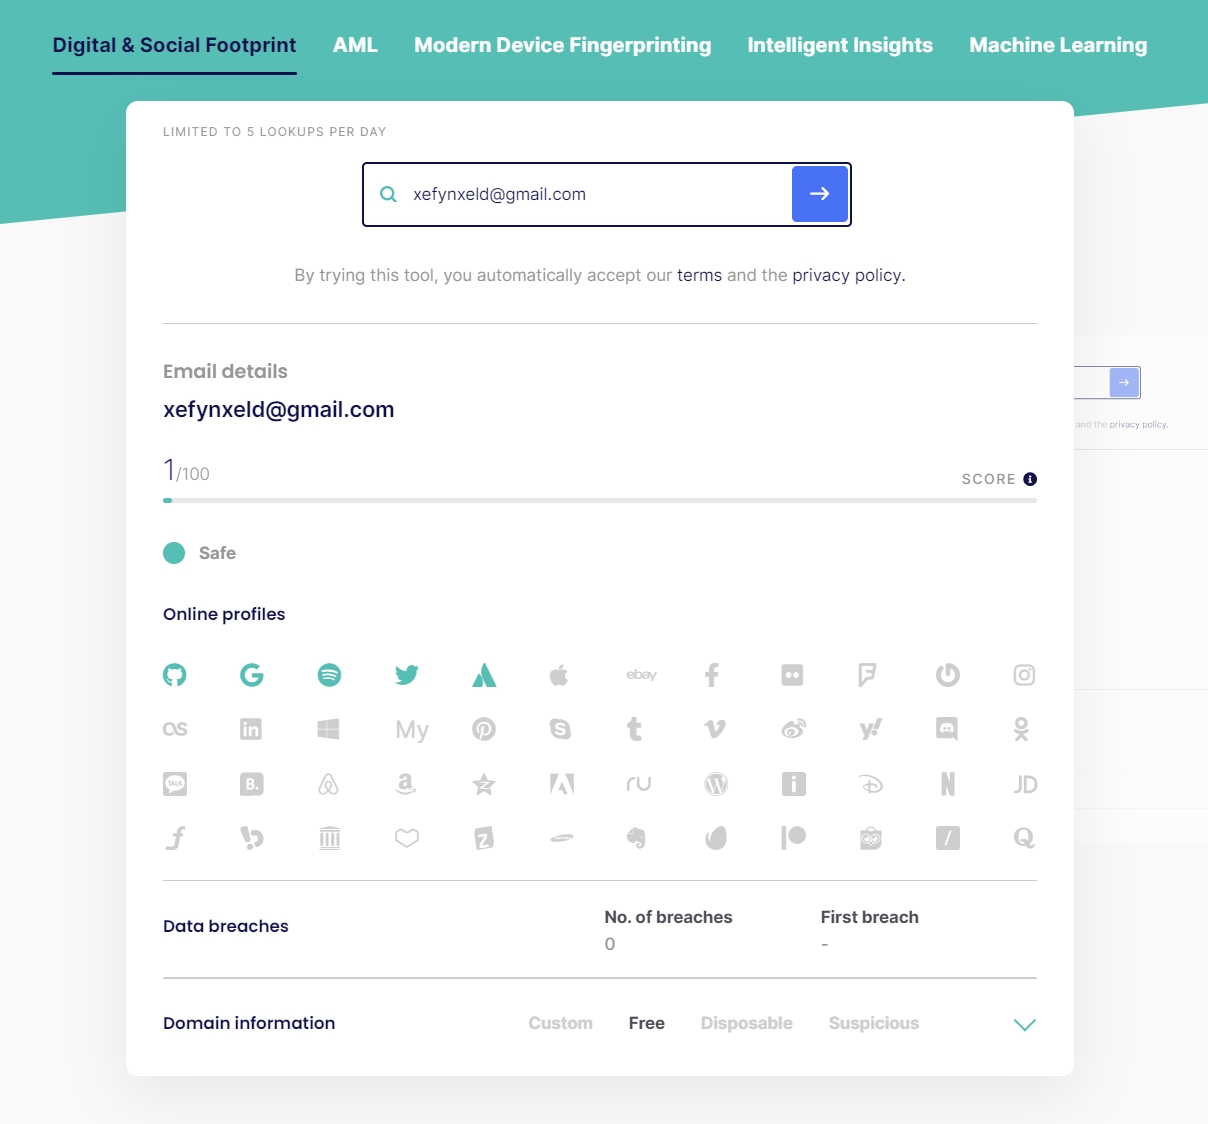 Digital & Social Footprint AML Modern Device Fingerprinting Intelligent Insights Machine Learning
LIMITED TO 5 LOOKUPS PER DAY
xefynxeld@gmail.com
By trying this tool, you automatically accept our terms and the privacy policy.
and the privacy policy.
Email details
xefynxeld@gmail.com
1/100
SCORE
Safe
Online profiles
ebay
My
TALK
B.
JD
Data breaches
No. of breaches First breach
0 -
Domain information Custom Free Disposable Suspicious